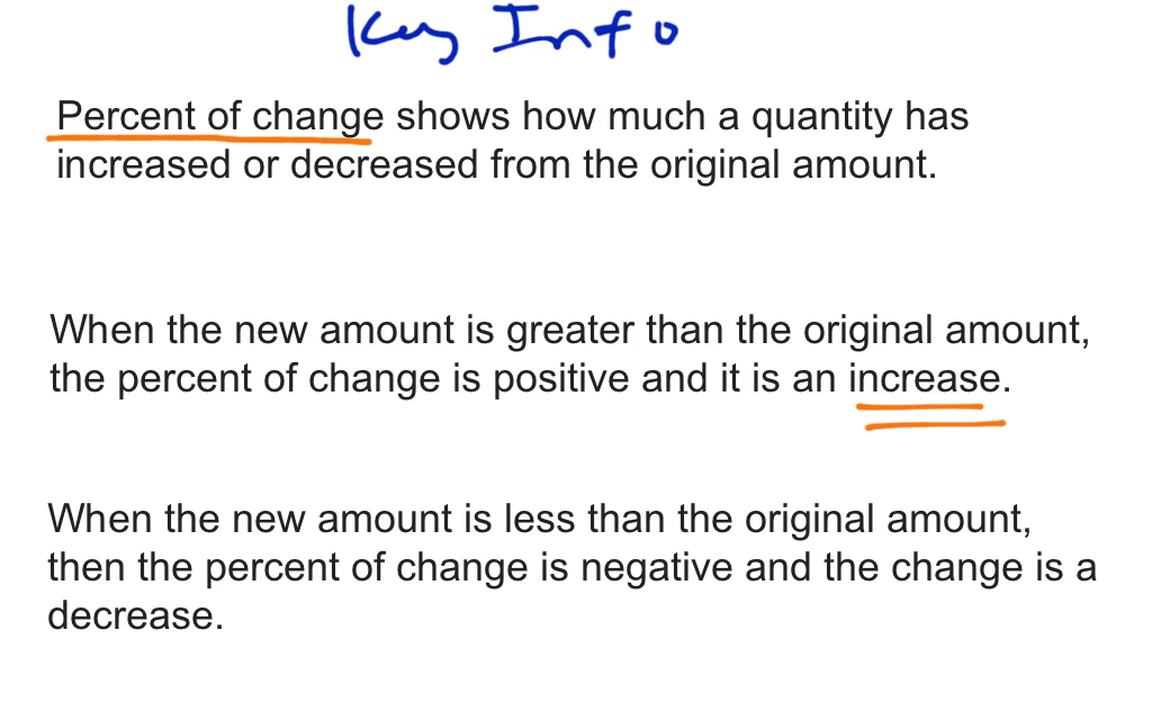 Key Info
Percent of change shows how much a quantity has
increased or decreased from the original amount.
When the new amount is greater than the original amount,
the percent of change is positive and it is an increase.
When the new amount is less than the original amount,
then the percent of change is negative and the change is a
decrease.